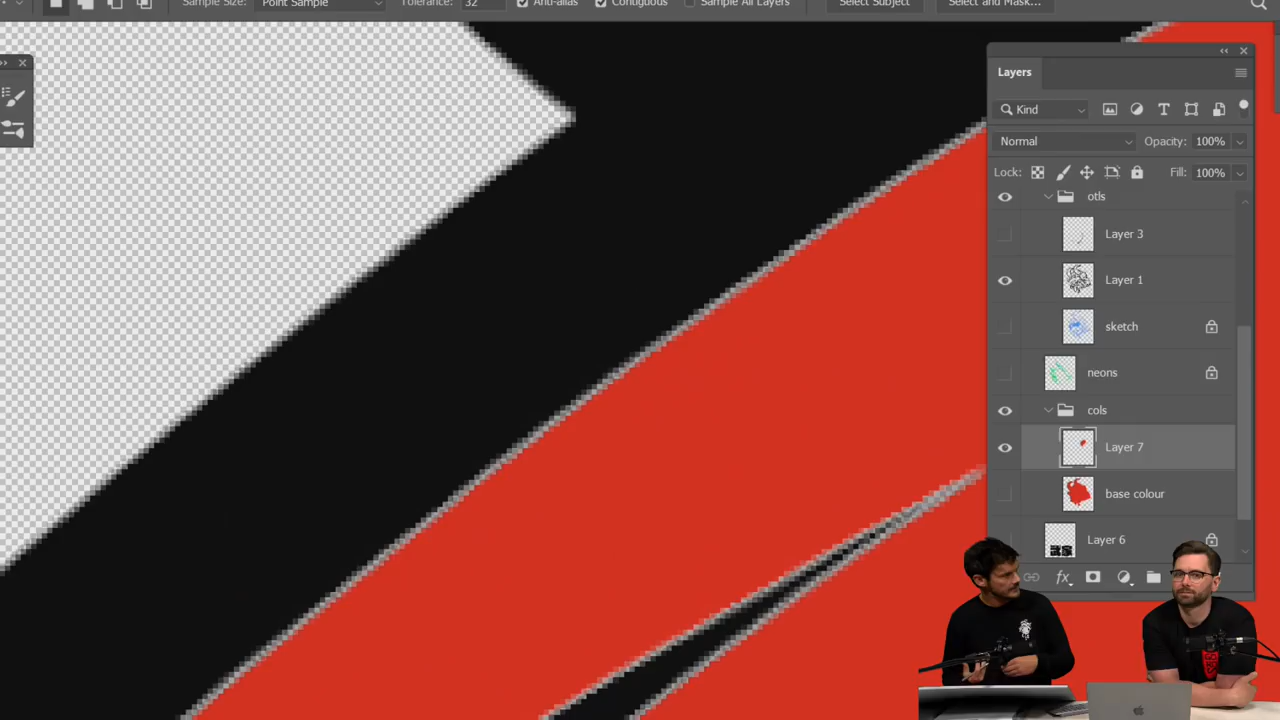 Sample Size: Point Sample Tolerance: 32 Anti-alias Contiguous Sample All Layers Select Subject Select and Mask...
Layers
Kind
Normal Opacity: 100%
Lock: Fill: 100%
otls
Layer 3
Layer 1
sketch
neons
cols
Layer 7
base colour
Layer 6
fx